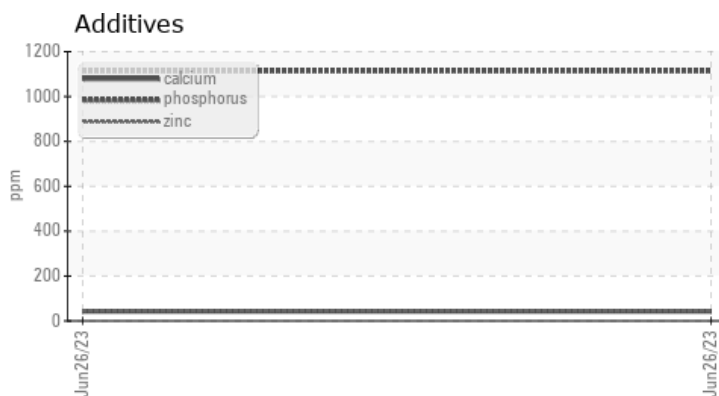 Additives
1200
1000
800
600
400
200
0
ppm
calcium
phosphorus
zinc
Jun26/23
Jun26/23